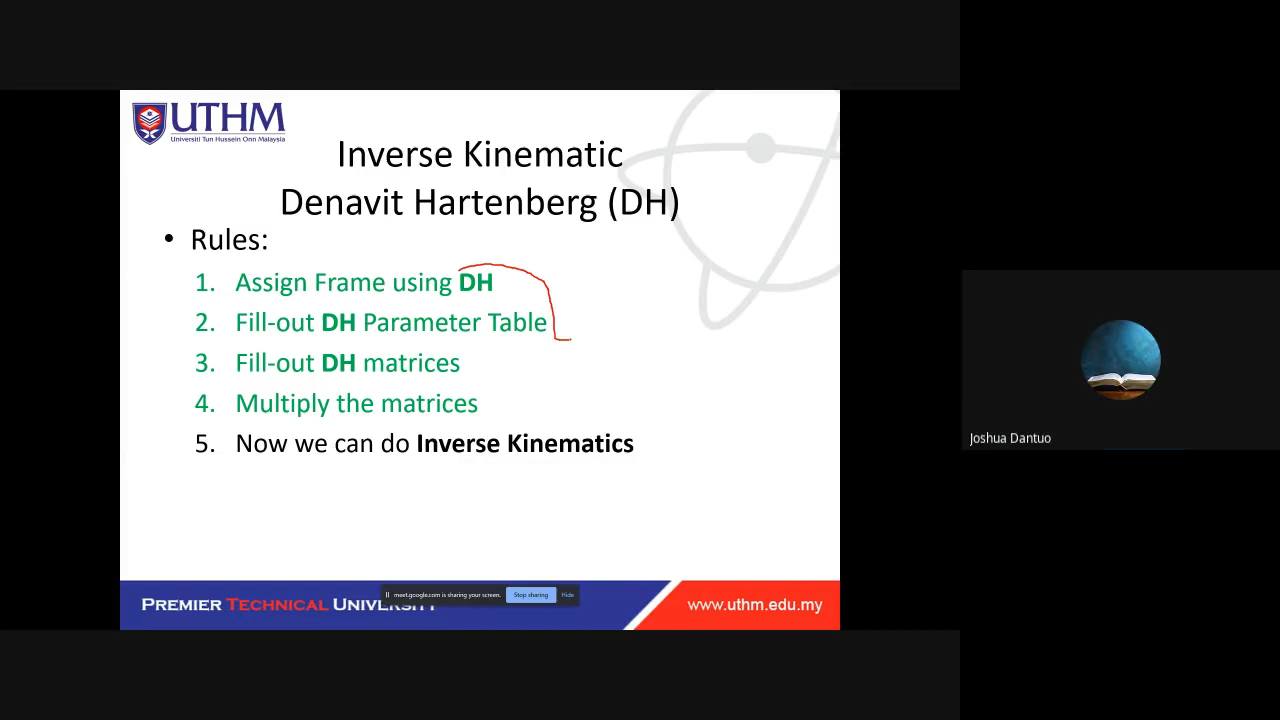 UTHM
Universiti Tun Hussein Onn Malaysia
Inverse Kinematic
Denavit Hartenberg (DH)
• Rules:
1. Assign Frame using DH
2. Fill-out DH Parameter Table
3. Fill-out DH matrices
4. Multiply the matrices
5. Now we can do Inverse Kinematics
Joshua Dantuo
meet.google.com is sharing your screen. Stop sharing Hide
PREMIER TECHNICAL UNIVERSITY
www.uthm.edu.my